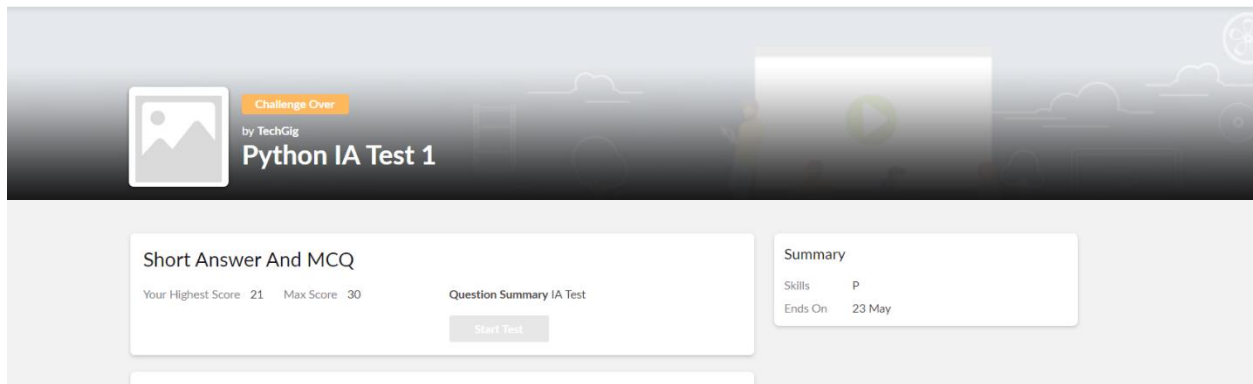 Challenge Over
by TechGig
Python IA Test 1
Short Answer And MCQ
Your Highest Score 21 Max Score 30
Question Summary IA Test
Start Test
Summary
Skills P
Ends On 23 May